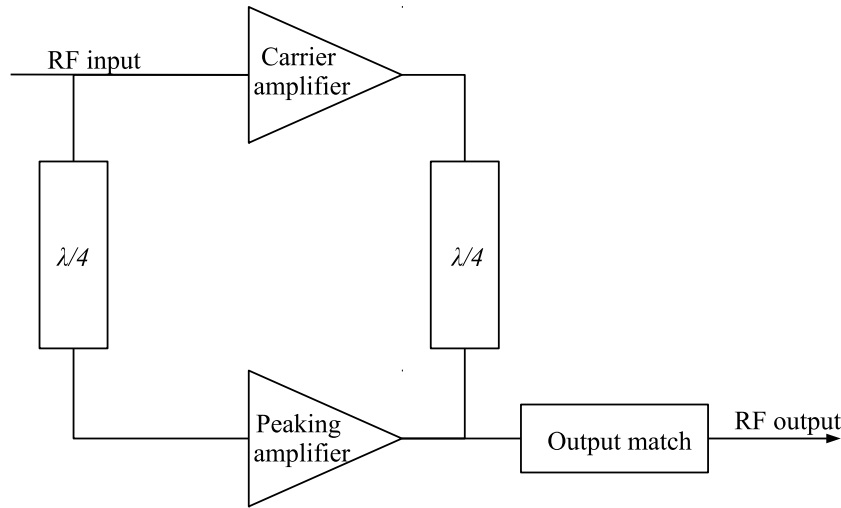 RF input
Carrier
amplifier
λ/4
λ/4
Peaking
amplifier
Output match
RF output